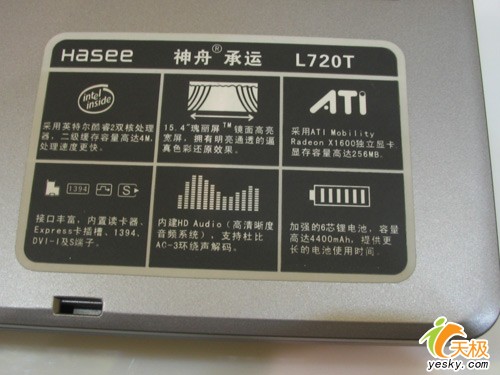 Hasee 神舟® 承运 L720T
intel inside
采用英特尔酷睿2双核处理
器，二级缓存容量高达4M，
处理速度更快。
15.4"瑰丽屏™镜面高亮
宽屏，拥有明亮通透的逼
真色彩还原效果。
ATI
采用ATI Mobility
Radeon X1600独立显卡，
显存容量高达256MB。
1394 S
接口丰富，内置读卡器、
Express卡插槽、1394、
DVI-I及S端子。
内建HD Audio（高清晰度
音频系统），支持杜比
AC-3环绕声解码。
加强的6芯锂电池，容量
高达4400mAh，提供更
长的电池使用时间。
天极
yesky.com